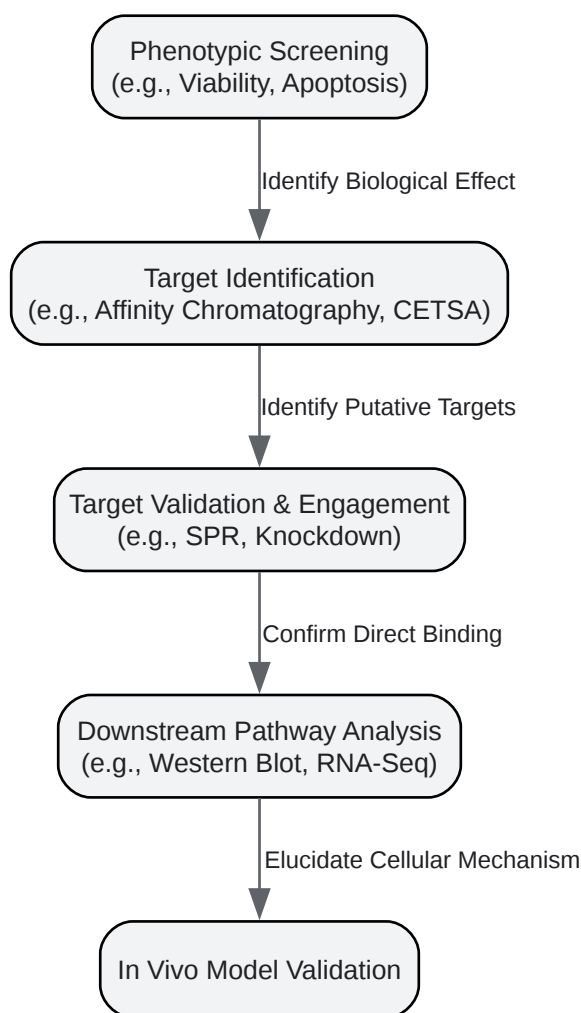 Phenotypic Screening
(e.g., Viability, Apoptosis)
Identify Biological Effect
Target Identification
(e.g., Affinity Chromatography, CETSA)
Identify Putative Targets
Target Validation & Engagement
(e.g., SPR, Knockdown)
Confirm Direct Binding
Downstream Pathway Analysis
(e.g., Western Blot, RNA-Seq)
Elucidate Cellular Mechanism
In Vivo Model Validation